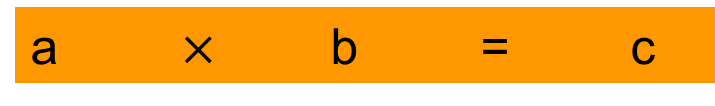 a × b = c